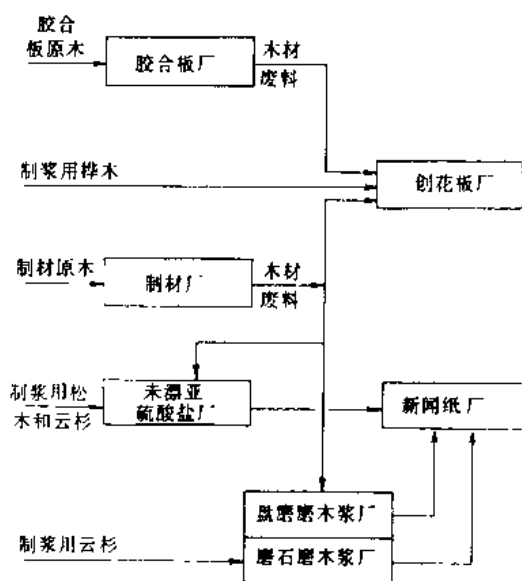 胶合
板原木
胶合板厂
木材
废料
制浆用桦木
刨花板厂
制材原木
制材厂
木材
废料
制浆用松
木和云杉
未漂亚
硫酸盐厂
新闻纸厂
盘磨磨木浆厂
制浆用云杉
磨石磨木浆厂